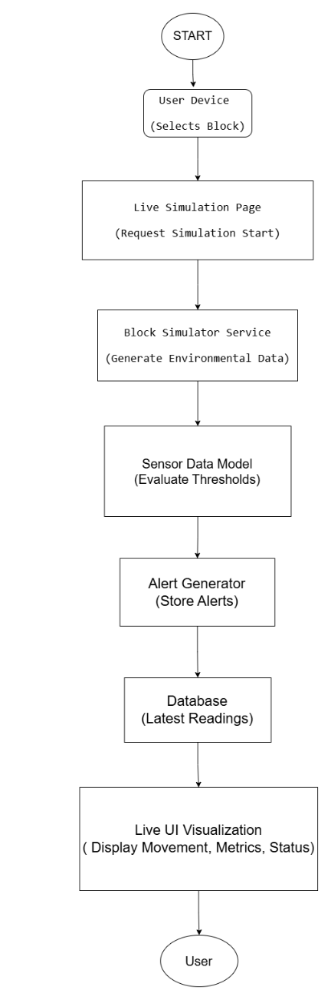 START
User Device
(Selects Block)
Live Simulation Page
(Request Simulation Start)
Block Simulator Service
(Generate Environmental Data)
Sensor Data Model
(Evaluate Thresholds)
Alert Generator
(Store Alerts)
Database
(Latest Readings)
Live UI Visualization
( Display Movement, Metrics, Status)
User